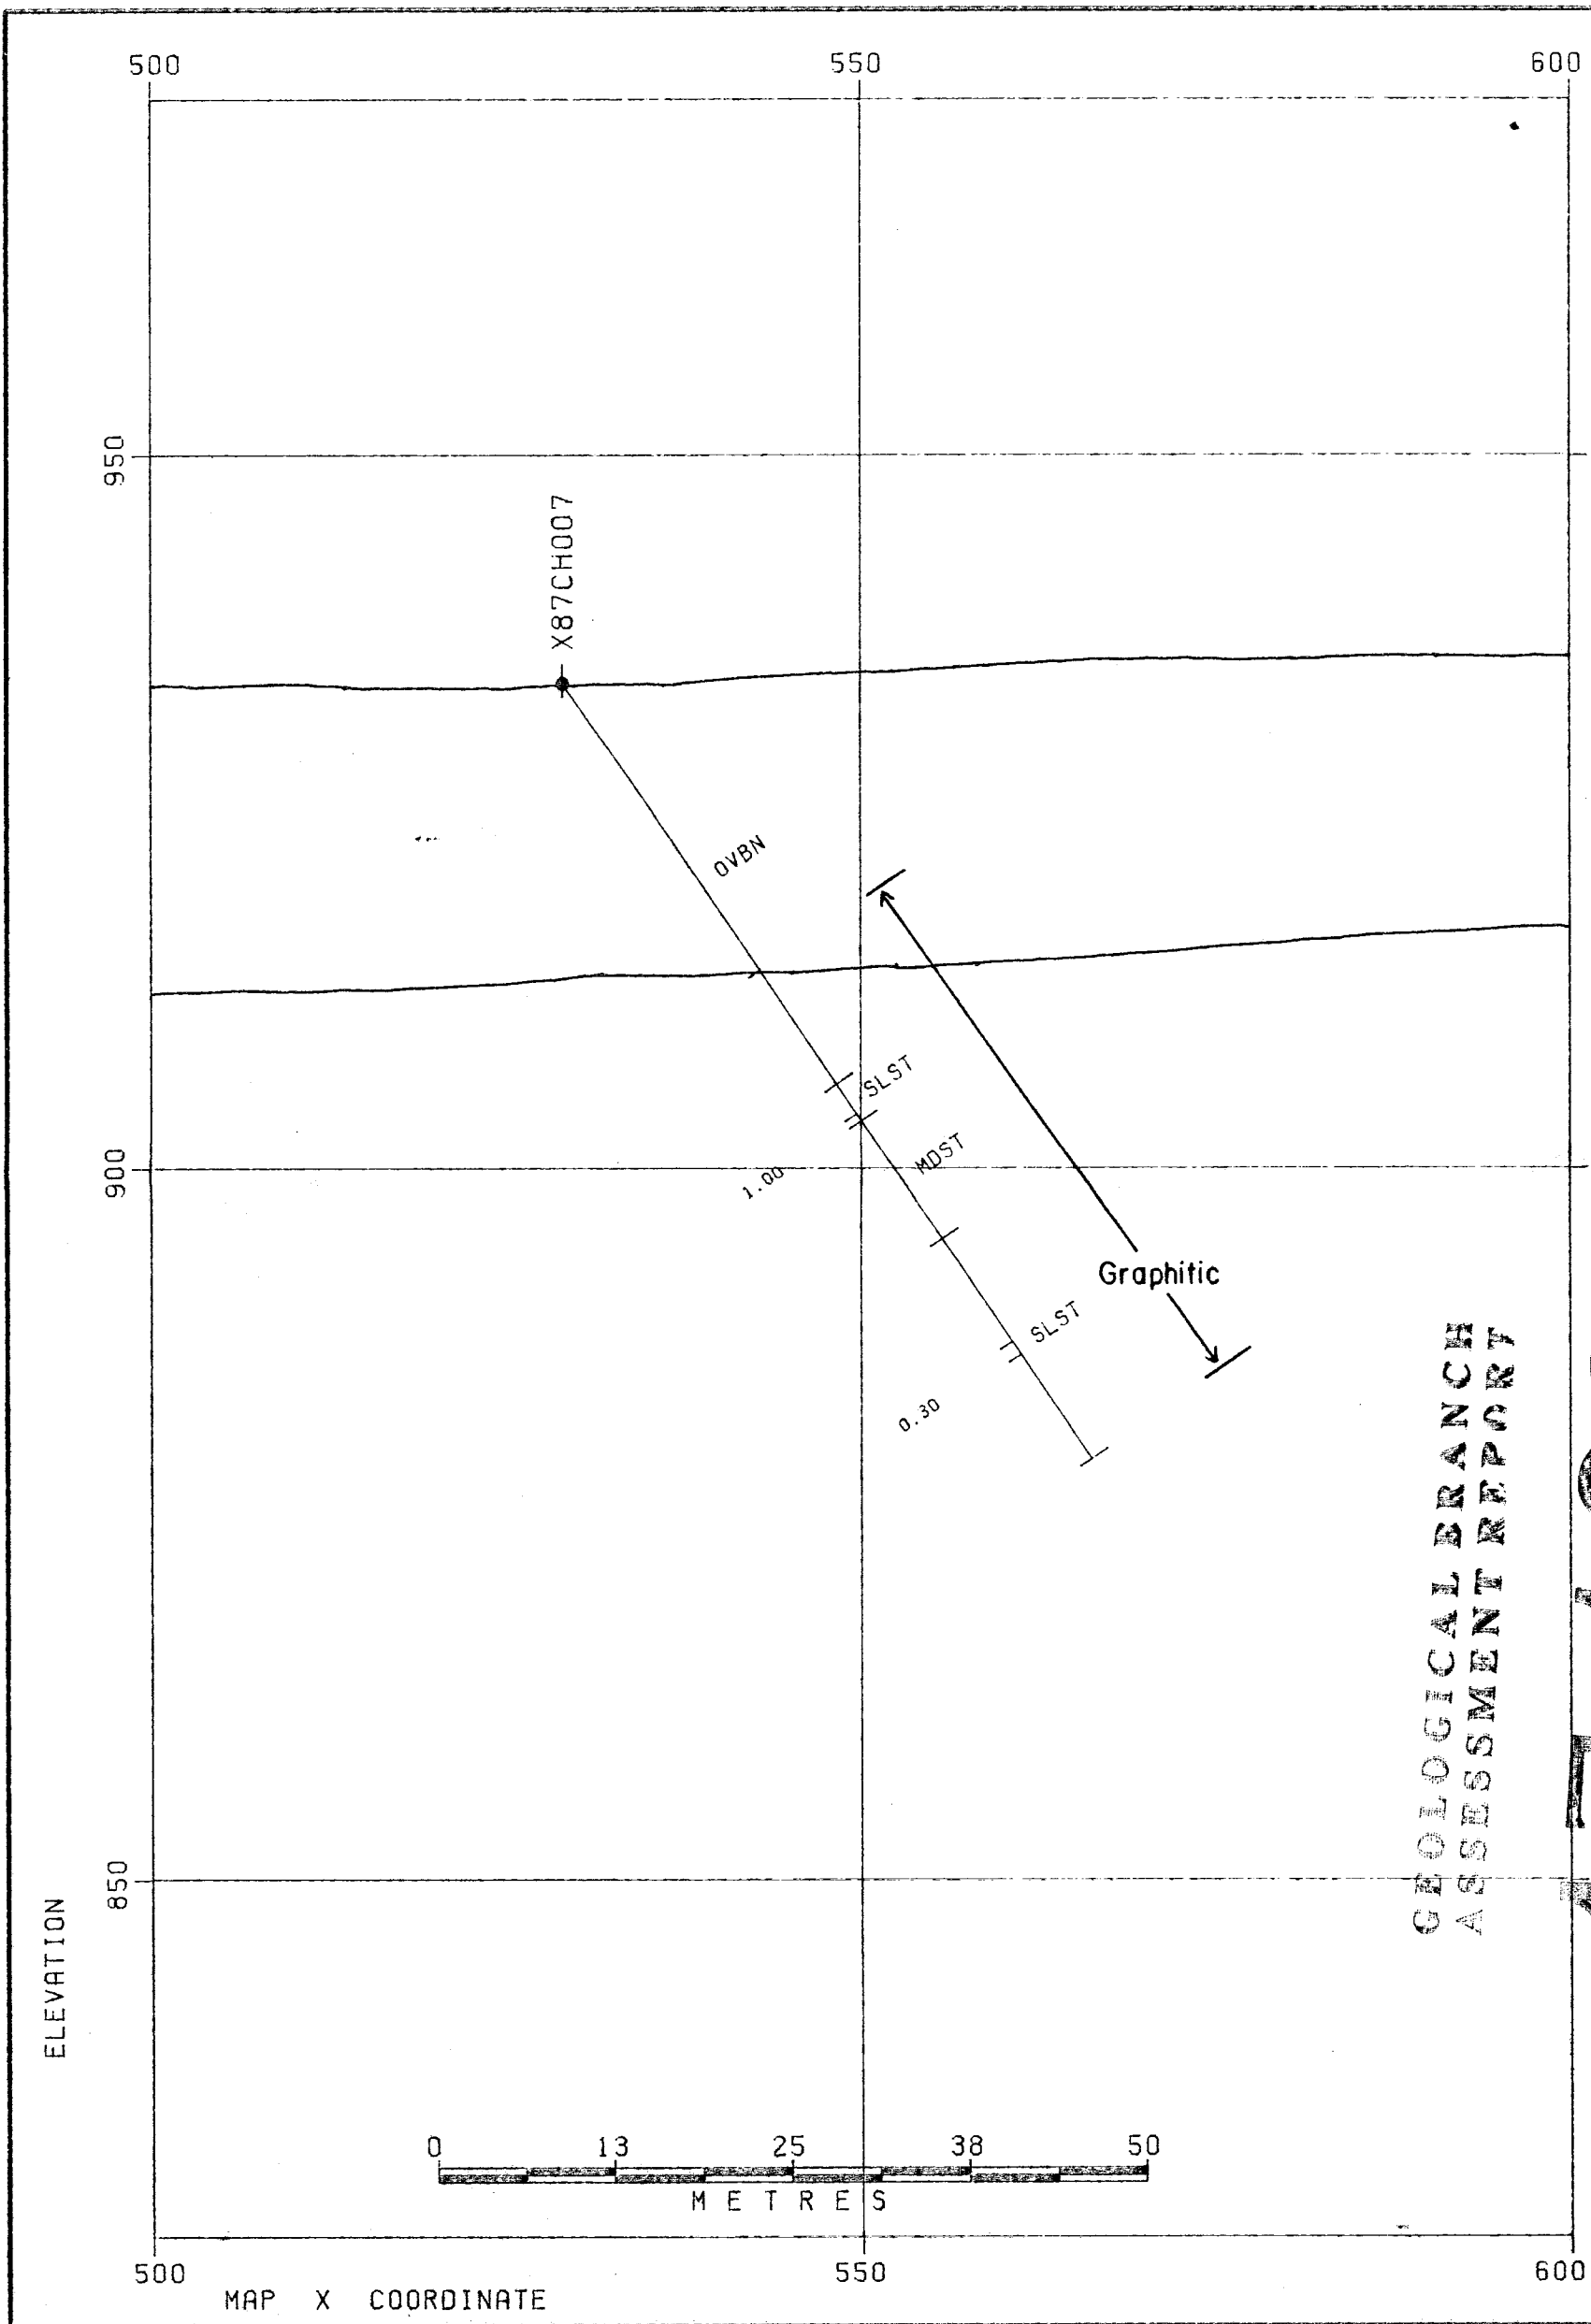 500 550 600
950
X87CH007
OVBN
SLST
900
MDST
1.00
Graphitic
SLST
0.30
GEOLOGICAL BRANCH
ASSESSMENT REPORT
850
ELEVATION
0 13 25 38 50
METRES
500 550 600
MAP X COORDINATE